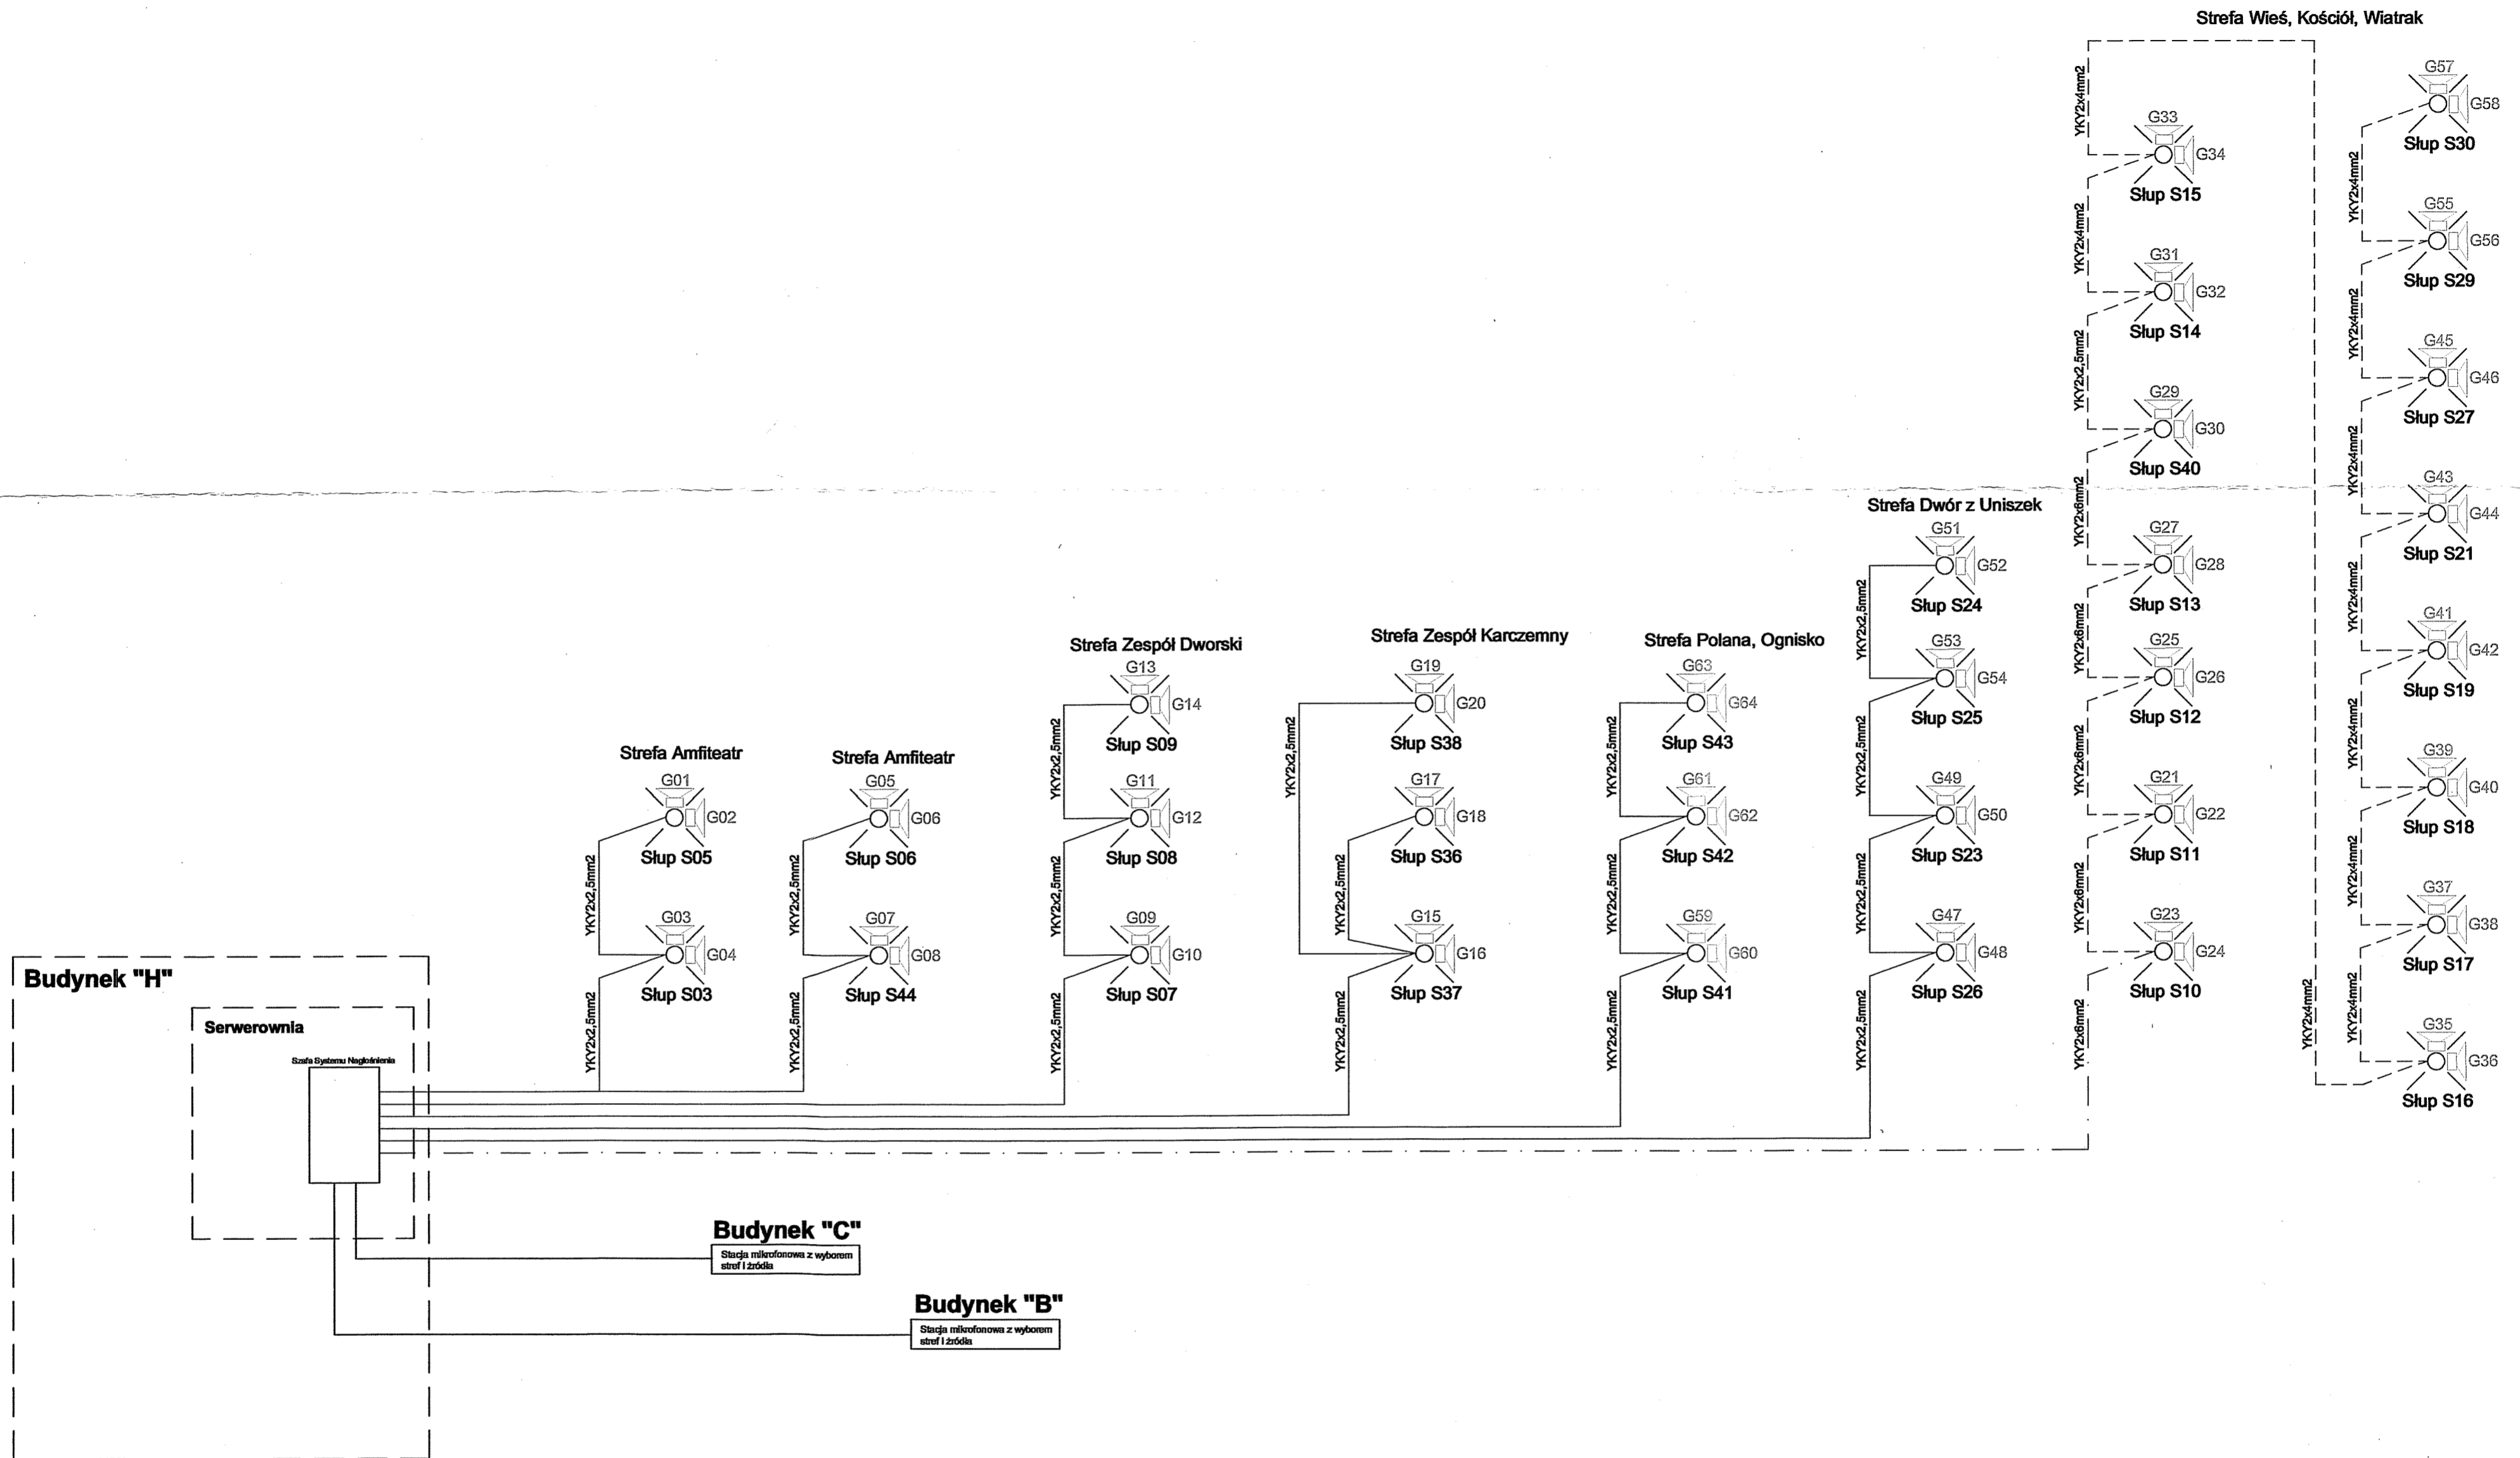 Strefa Wieś, Kościół, Wiatrak
G57
G58
Słup S30
YKY2x4mm2
G55
G56
Słup S29
YKY2x4mm2
G45
G46
Słup S27
YKY2x4mm2
G43
G44
Słup S21
YKY2x4mm2
G41
G42
Słup S19
YKY2x4mm2
G39
G40
Słup S18
YKY2x4mm2
G37
G38
Słup S17
YKY2x4mm2
G35
G36
Słup S16
YKY2x4mm2
YKY2x4mm2
G33
G34
Słup S15
YKY2x4mm2
G31
G32
Słup S14
YKY2x2,5mm2
G29
G30
Słup S40
YKY2x6mm2
G27
G28
Słup S13
YKY2x6mm2
G25
G26
Słup S12
YKY2x6mm2
G21
G22
Słup S11
YKY2x6mm2
G23
G24
Słup S10
YKY2x6mm2
Strefa Dwór z Uniszek
G51
G52
Słup S24
YKY2x2,5mm2
G53
G54
Słup S25
YKY2x2,5mm2
G49
G50
Słup S23
YKY2x2,5mm2
G47
G48
Słup S26
YKY2x2,5mm2
Strefa Polana, Ognisko
G63
G64
Słup S43
YKY2x2,5mm2
G61
G62
Słup S42
YKY2x2,5mm2
G59
G60
Słup S41
YKY2x2,5mm2
Strefa Zespół Karczemny
G19
G20
Słup S38
YKY2x2,5mm2
G17
G18
Słup S36
YKY2x2,5mm2
G15
G16
Słup S37
YKY2x2,5mm2
Strefa Zespół Dworski
G13
G14
Słup S09
YKY2x2,5mm2
G11
G12
Słup S08
YKY2x2,5mm2
G09
G10
Słup S07
YKY2x2,5mm2
Strefa Amfiteatr
G05
G06
Słup S06
YKY2x2,5mm2
G07
G08
Słup S44
YKY2x2,5mm2
Strefa Amfiteatr
G01
G02
Słup S05
YKY2x2,5mm2
G03
G04
Słup S03
YKY2x2,5mm2
Budynek "H"
Serwerownia
Szafa Systemu Nagłośnienia
Budynek "C"
Stacja mikrofonowa z wyborem
stref i źródła
Budynek "B"
Stacja mikrofonowa z wyborem
stref i źródła